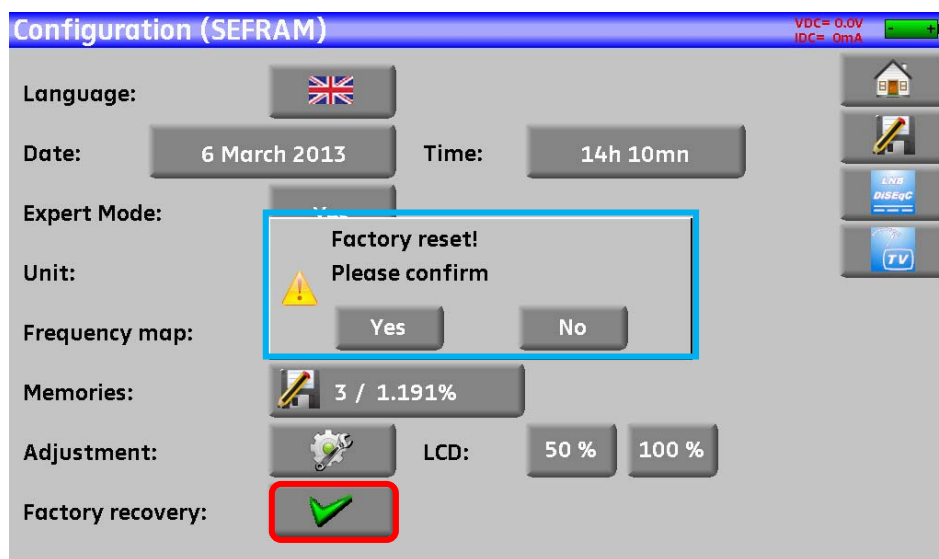 Configuration (SEFRAM)
VDC= 0.0V
IDC= 0mA
- +
Language:
Date: 6 March 2013 Time: 14h 10mn
LNB
DiSEqC
Expert Mode:
Factory reset!
Unit: Please confirm
TV
Frequency map: Yes No
Memories: 3 / 1.191%
Adjustment: LCD: 50 % 100 %
Factory recovery: